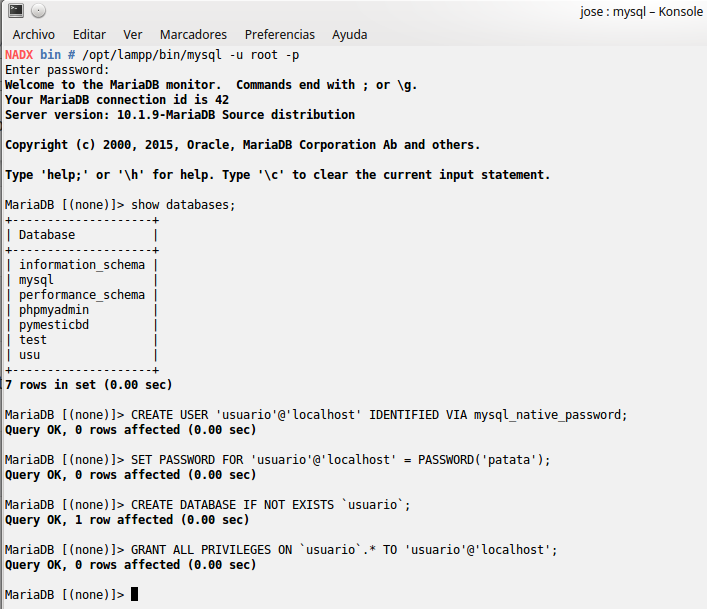 jose : mysql – Konsole
Archivo Editar Ver Marcadores Preferencias Ayuda
NADX bin # /opt/lampp/bin/mysql -u root -p
Enter password:
Welcome to the MariaDB monitor.  Commands end with ; or \g.
Your MariaDB connection id is 42
Server version: 10.1.9-MariaDB Source distribution
Copyright (c) 2000, 2015, Oracle, MariaDB Corporation Ab and others.
Type 'help;' or '\h' for help. Type '\c' to clear the current input statement.
MariaDB [(none)]> show databases;
+--------------------+
| Database           |
+--------------------+
| information_schema |
| mysql              |
| performance_schema |
| phpmyadmin         |
| pymesticbd         |
| test               |
| usu                |
+--------------------+
7 rows in set (0.00 sec)
MariaDB [(none)]> CREATE USER 'usuario'@'localhost' IDENTIFIED VIA mysql_native_password;
Query OK, 0 rows affected (0.00 sec)
MariaDB [(none)]> SET PASSWORD FOR 'usuario'@'localhost' = PASSWORD('patata');
Query OK, 0 rows affected (0.00 sec)
MariaDB [(none)]> CREATE DATABASE IF NOT EXISTS `usuario`;
Query OK, 1 row affected (0.00 sec)
MariaDB [(none)]> GRANT ALL PRIVILEGES ON `usuario`.* TO 'usuario'@'localhost';
Query OK, 0 rows affected (0.00 sec)
MariaDB [(none)]>